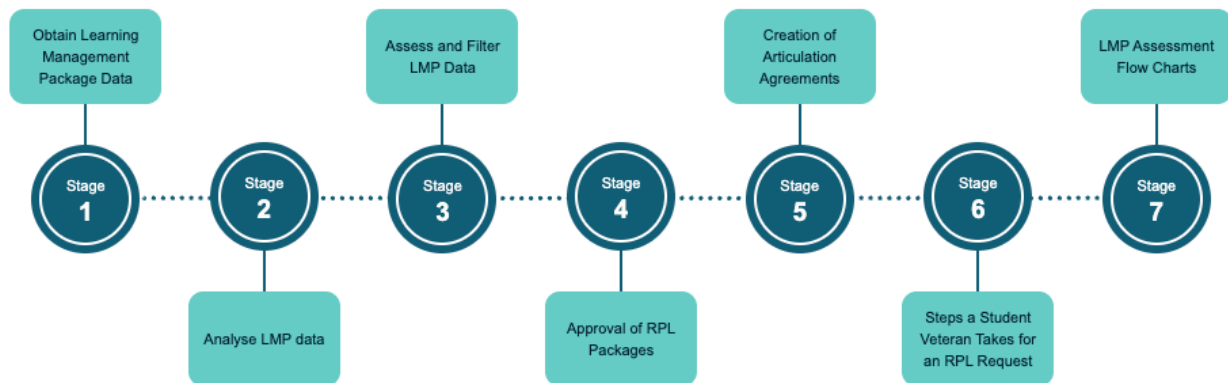 Obtain Learning
Management
Package Data
Assess and Filter
LMP Data
Creation of
Articulation
Agreements
LMP Assessment
Flow Charts
Stage
1
Stage
2
Stage
3
Stage
4
Stage
5
Stage
6
Stage
7
Analyse LMP data
Approval of RPL
Packages
Steps a Student
Veteran Takes for
an RPL Request